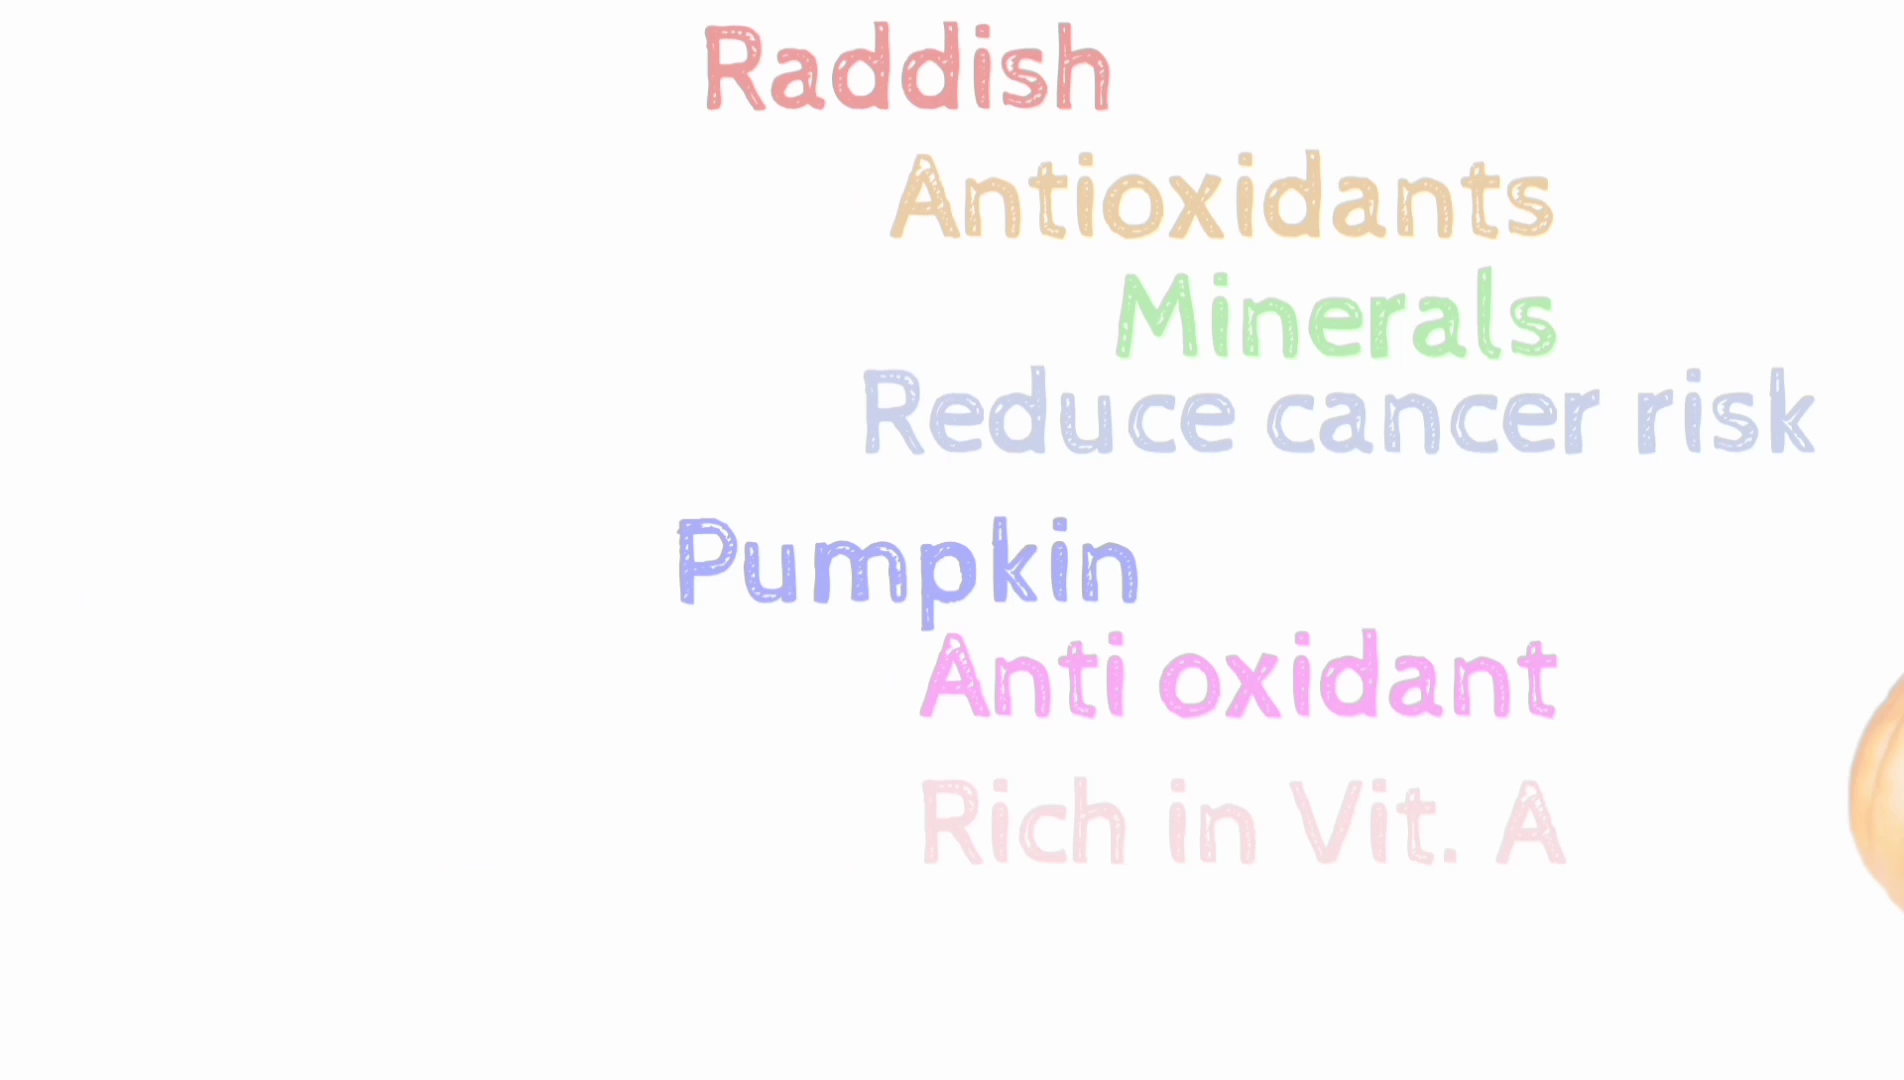 Raddish
Antioxidants
Minerals
Reduce cancer risk
Pumpkin
Anti oxidant
Rich in Vit. A